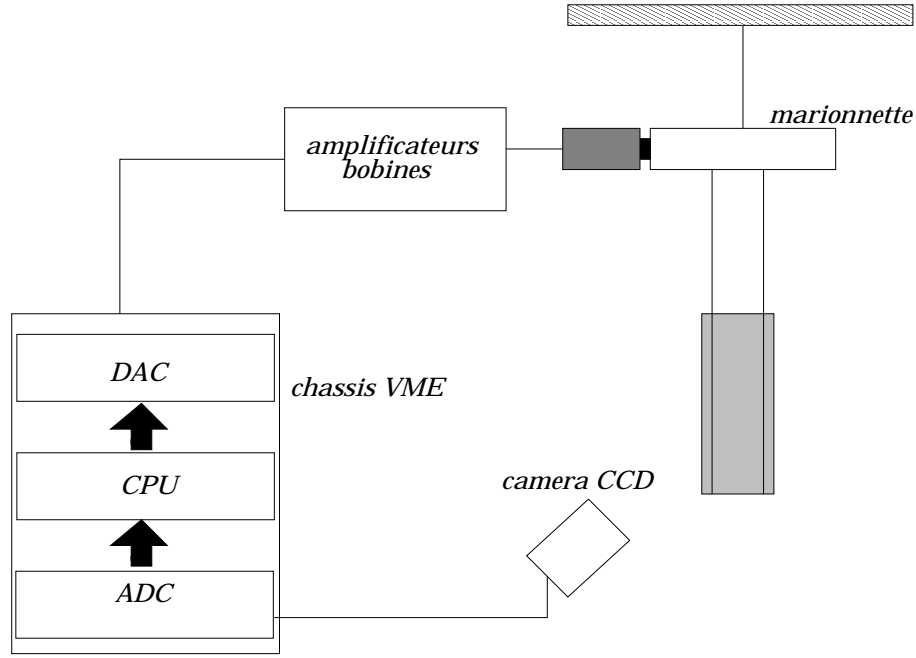 marionnette
amplificateurs
bobines
DAC
chassis VME
CPU
camera CCD
ADC